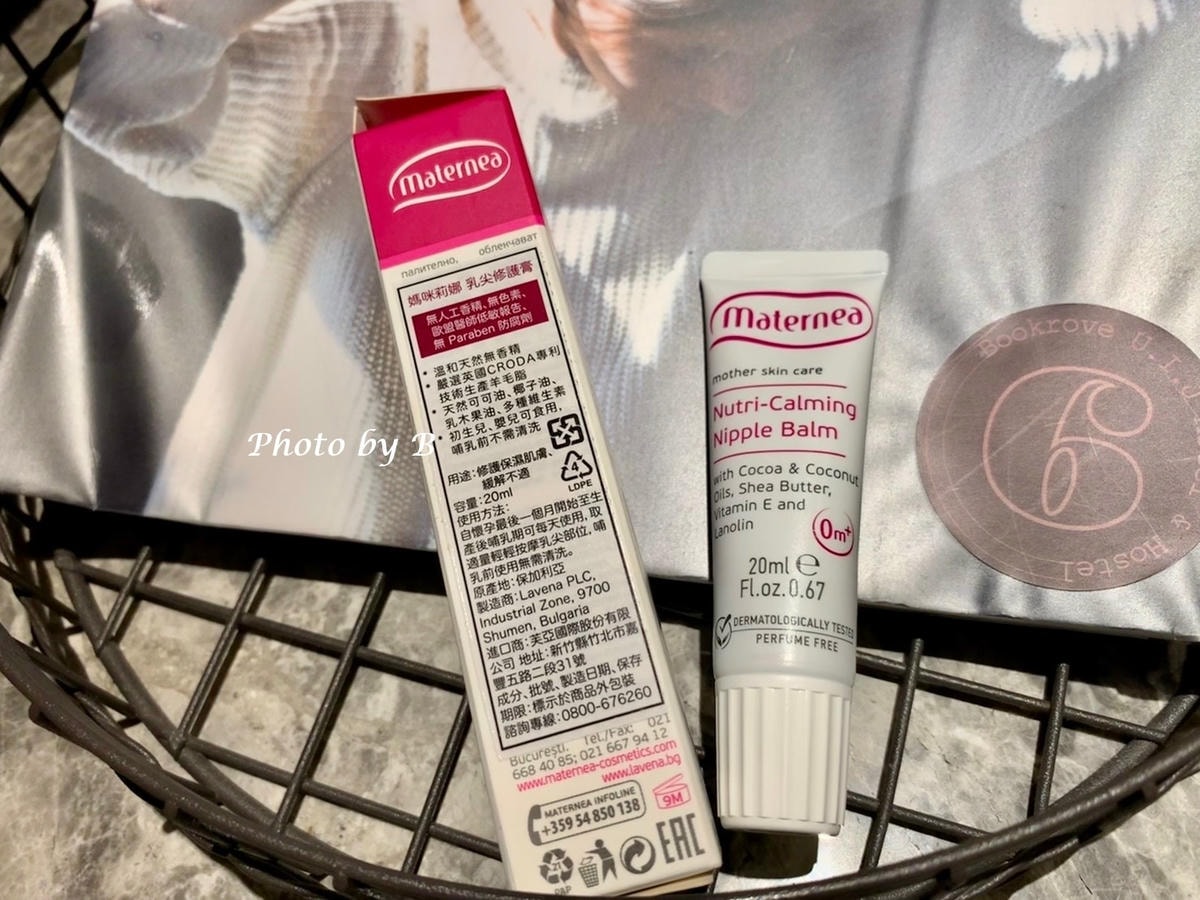 maternea
палително, облекчават
媽咪莉娜 乳尖修護膏
無人工香精、無色素、
歐盟醫師低敏報告、
無 Paraben 防腐劑
• 溫和天然無香精
• 嚴選英國CRODA專利
技術生產羊毛脂
• 天然可可油、椰子油、
乳木果油、多種維生素
• 初生兒、嬰兒可食用,
哺乳前不需清洗
4
LDPE
用途:修護保濕肌膚、
緩解不適
容量:20ml
使用方法:
自懷孕最後一個月開始至生
產後哺乳期可每天使用, 取
適量輕輕按摩乳尖部位, 哺
乳前使用無需清洗。
原產地:保加利亞
製造商:Lavena PLC,
Industrial Zone, 9700
Shumen, Bulgaria
進口商:芙亞國際股份有限
公司 地址:新竹縣竹北市嘉
豐五路二段31號
成分、批號、製造日期、保存
期限:標示於商品外包裝
諮詢專線:0800-676260
București, Tel./Fax: 021
668 40 85; 021 667 94 12
www.maternea-cosmetics.com
www.lavena.bg
MATERNEA INFOLINE
+359 54 850 138
9M
21
PAP
EAC
maternea
mother skin care
Nutri-Calming
Nipple Balm
with Cocoa & Coconut
Oils, Shea Butter,
Vitamin E and
Lanolin
0m+
20ml e
Fl.oz.0.67
DERMATOLOGICALLY TESTED
PERFUME FREE
Bookrove
& Hostel
Photo by B